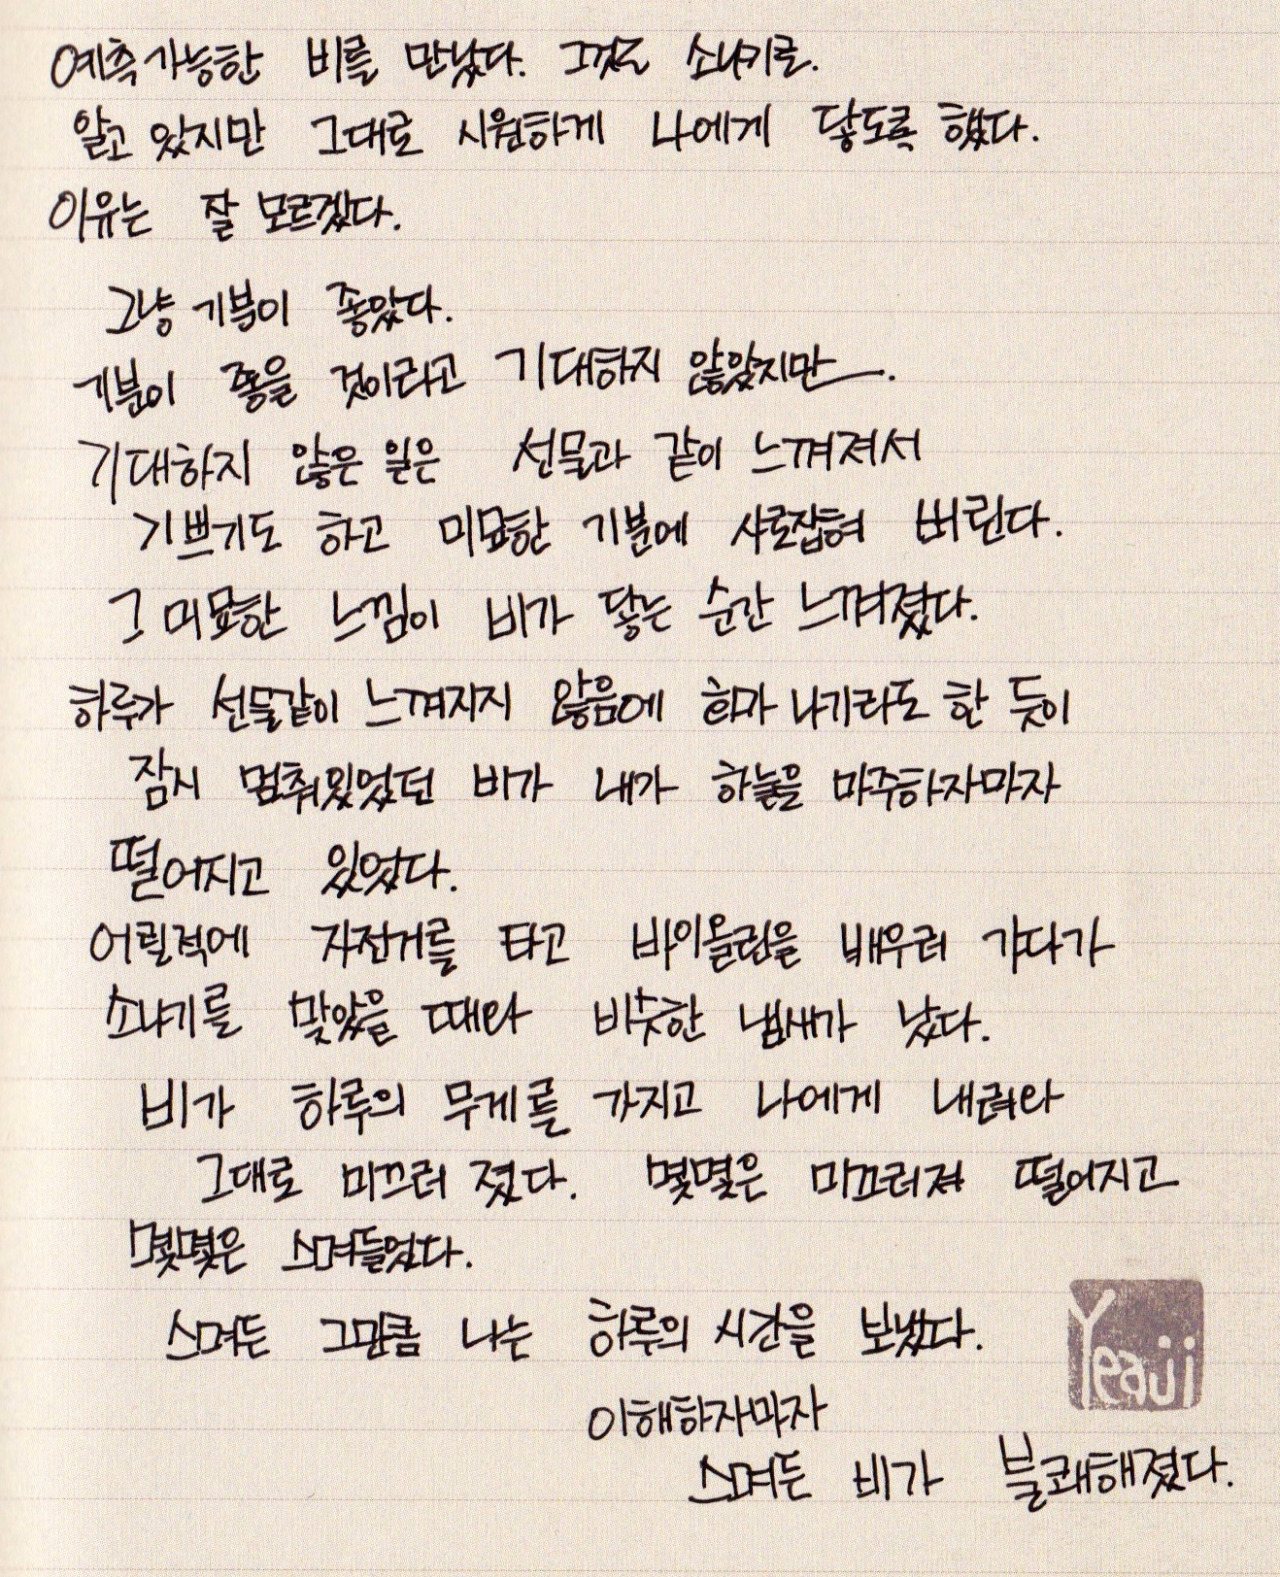 예측가능한 비를 만났다. 그것도 소나기로.
알고 있지만 그대로 시원하게 나에게 닿도록 했다.
이유는 잘 모르겠다.
그냥 기분이 좋았다.
기분이 좋을 것이라고 기대하지 않았지만ㅡ.
기대하지 않은 일은 선물과 같이 느껴져서
기쁘기도 하고 미묘한 기분에 사로잡혀 버린다.
그 미묘한 느낌이 비가 닿는 순간 느껴졌다.
하루가 선물같이 느껴지지 않음에 화가 나기라도 한 듯이
잠시 멈춰있었던 비가 내가 하늘을 마주하자마자
떨어지고 있었다.
어릴적에 자전거를 타고 바이올린을 배우러 가다가
소나기를 맞았을 때와 비슷한 냄새가 났다.
비가 하루의 무게를 가지고 나에게 내려와
그대로 미끄러 졌다. 몇몇은 미끄러져 떨어지고
몇몇은 스며들었다.
스며든 그만큼 나는 하루의 시간을 보냈다.
이해하자마자
스며든 비가 불쾌해졌다.
Yeaji